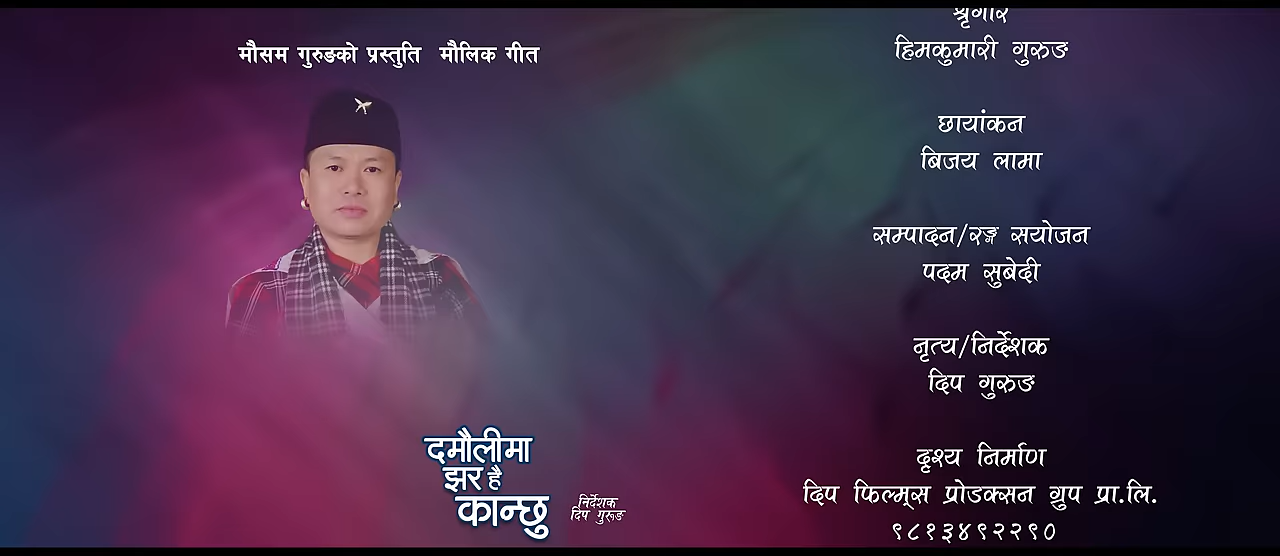 मौसम गुरुङको प्रस्तुति मौलिक गीत
दमौलीमा
झर है
कान्छु
निर्देशक
दिप गुरूङ
श्रृंगार
हिमकुमारी गुरुङ
छायांकन
बिजय लामा
सम्पादन/रङ्ग सयोजन
पदम सुबेदी
नृत्य/निर्देशक
दिप गुरुङ
दृश्य निर्माण
दिप फिल्म्स प्रोडक्सन ग्रुप प्रा.लि.
९८१३४९२२९०